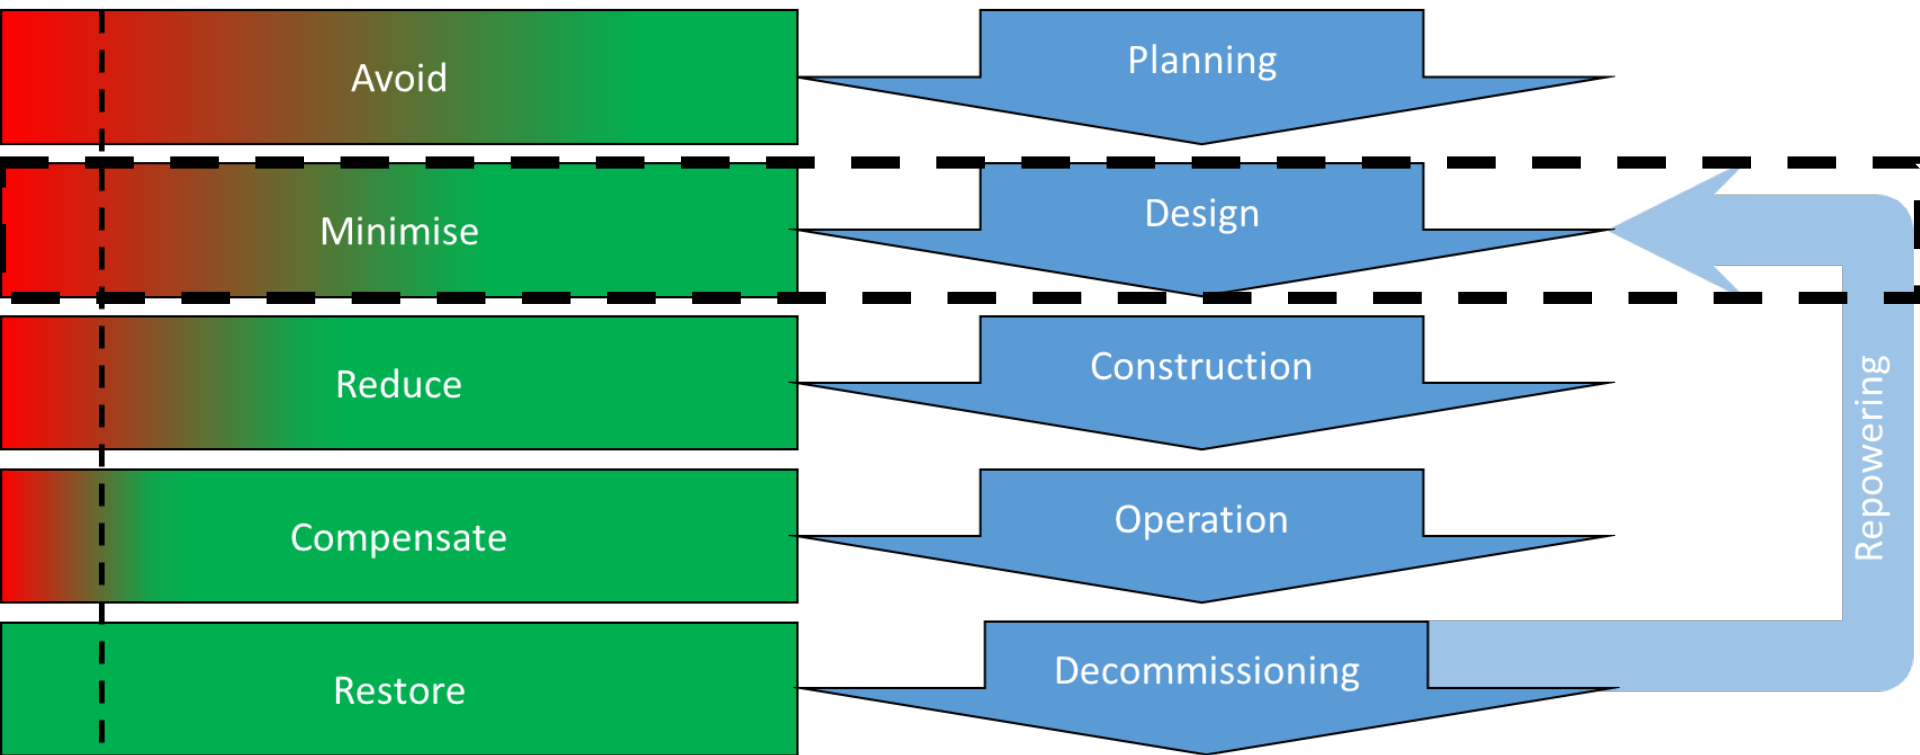 Avoid
Planning
Minimise
Design
Reduce
Construction
Repowering
Compensate
Operation
Restore
Decommissioning